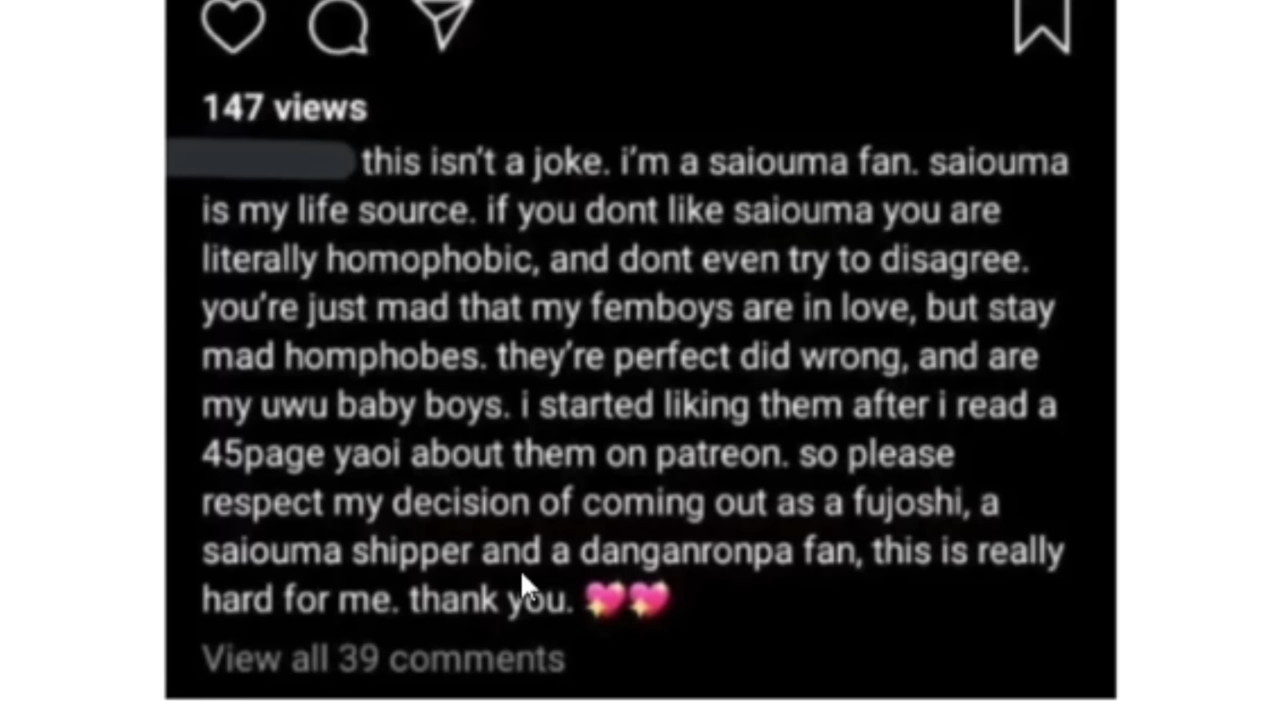 147 views
this isn't a joke. i'm a saiouma fan. saiouma
is my life source. if you dont like saiouma you are
literally homophobic, and dont even try to disagree.
you're just mad that my femboys are in love, but stay
mad homphobes. they're perfect did wrong, and are
my uwu baby boys. i started liking them after i read a
45page yaoi about them on patreon. so please
respect my decision of coming out as a fujoshi, a
saiouma shipper and a danganronpa fan, this is really
hard for me. thank you. 💖💖
View all 39 comments